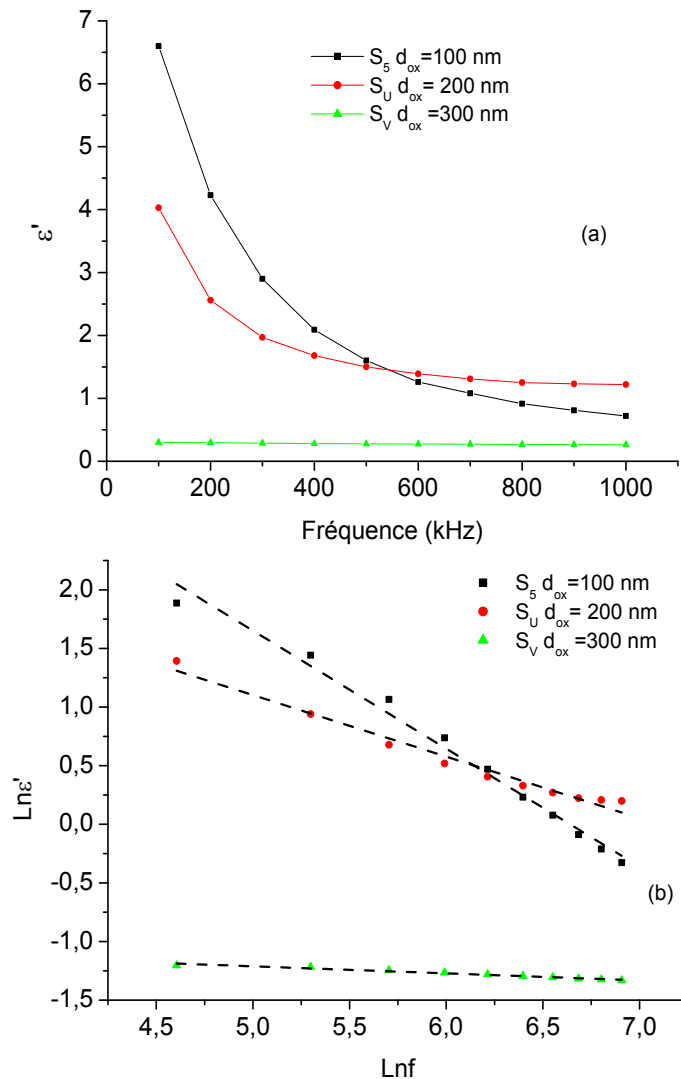 7
6
5
4
3
2
1
0
ε'
S5 dox=100 nm
SU dox= 200 nm
SV dox =300 nm
(a)
0 200 400 600 800 1000
Fréquence (kHz)
2,0
1,5
1,0
0,5
0,0
-0,5
-1,0
-1,5
Lnε'
S5 dox=100 nm
SU dox= 200 nm
SV dox =300 nm
(b)
4,5 5,0 5,5 6,0 6,5 7,0
Lnf